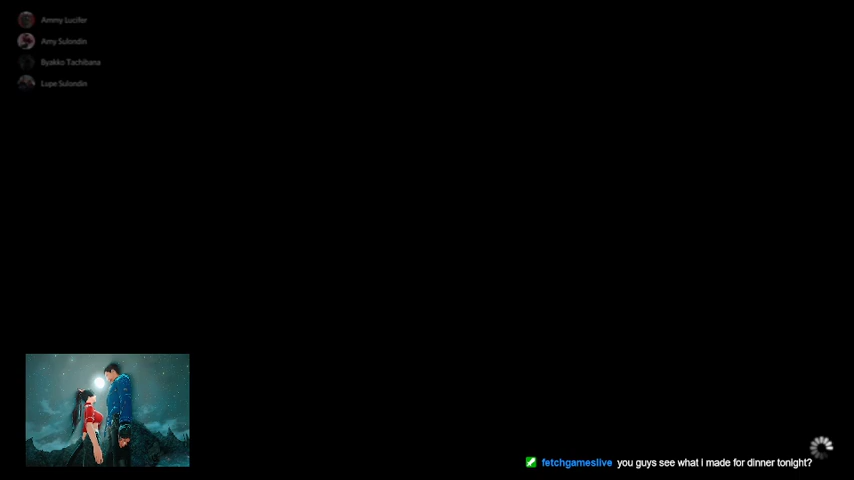 Ammy Lucifer
Amy Sulondin
Byakko Tachibana
Lupe Sulondin
fetchgameslive you guys see what i made for dinner tonight?